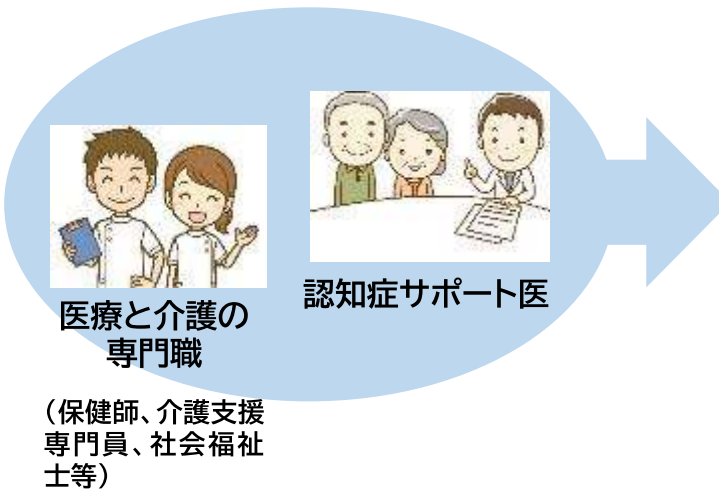 医療と介護の
専門職
(保健師、介護支援
専門員、社会福祉
士等)
認知症サポート医